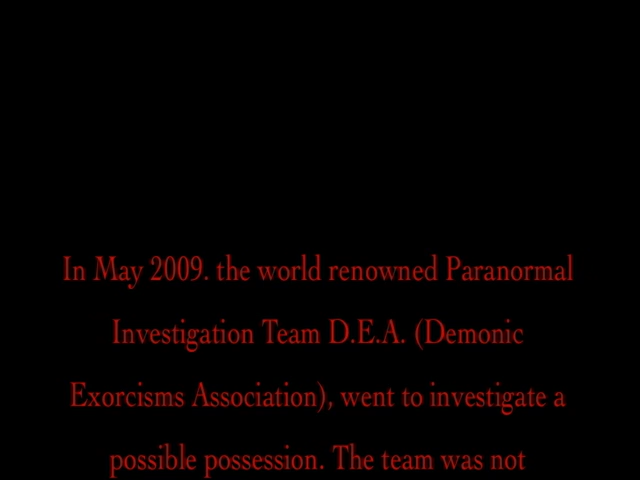 In May 2009. the world renowned Paranormal
Investigation Team D.E.A. (Demonic
Exorcisms Association), went to investigate a
possible possession. The team was not